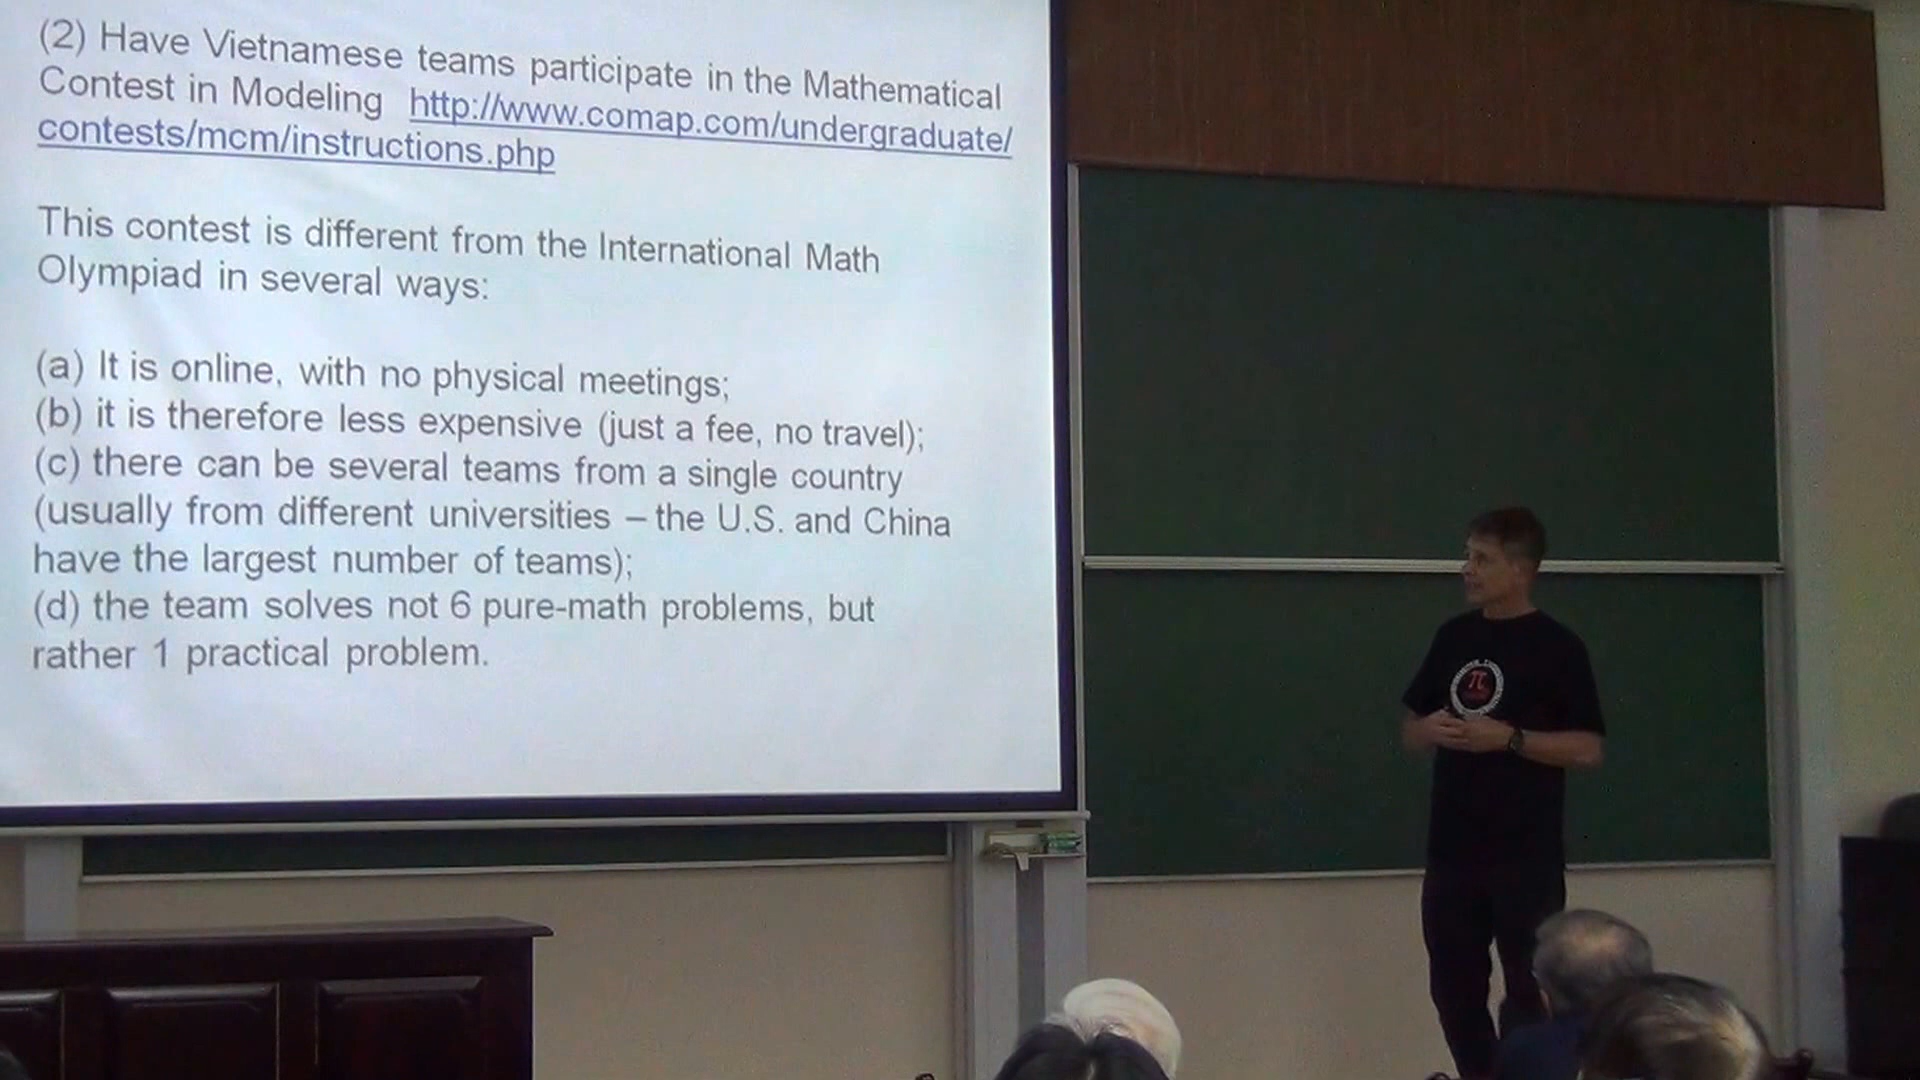 (2) Have Vietnamese teams participate in the Mathematical
Contest in Modeling http://www.comap.com/undergraduate/
contests/mcm/instructions.php
This contest is different from the International Math
Olympiad in several ways:
(a) It is online, with no physical meetings;
(b) it is therefore less expensive (just a fee, no travel);
(c) there can be several teams from a single country
(usually from different universities – the U.S. and China
have the largest number of teams);
(d) the team solves not 6 pure-math problems, but
rather 1 practical problem.
π